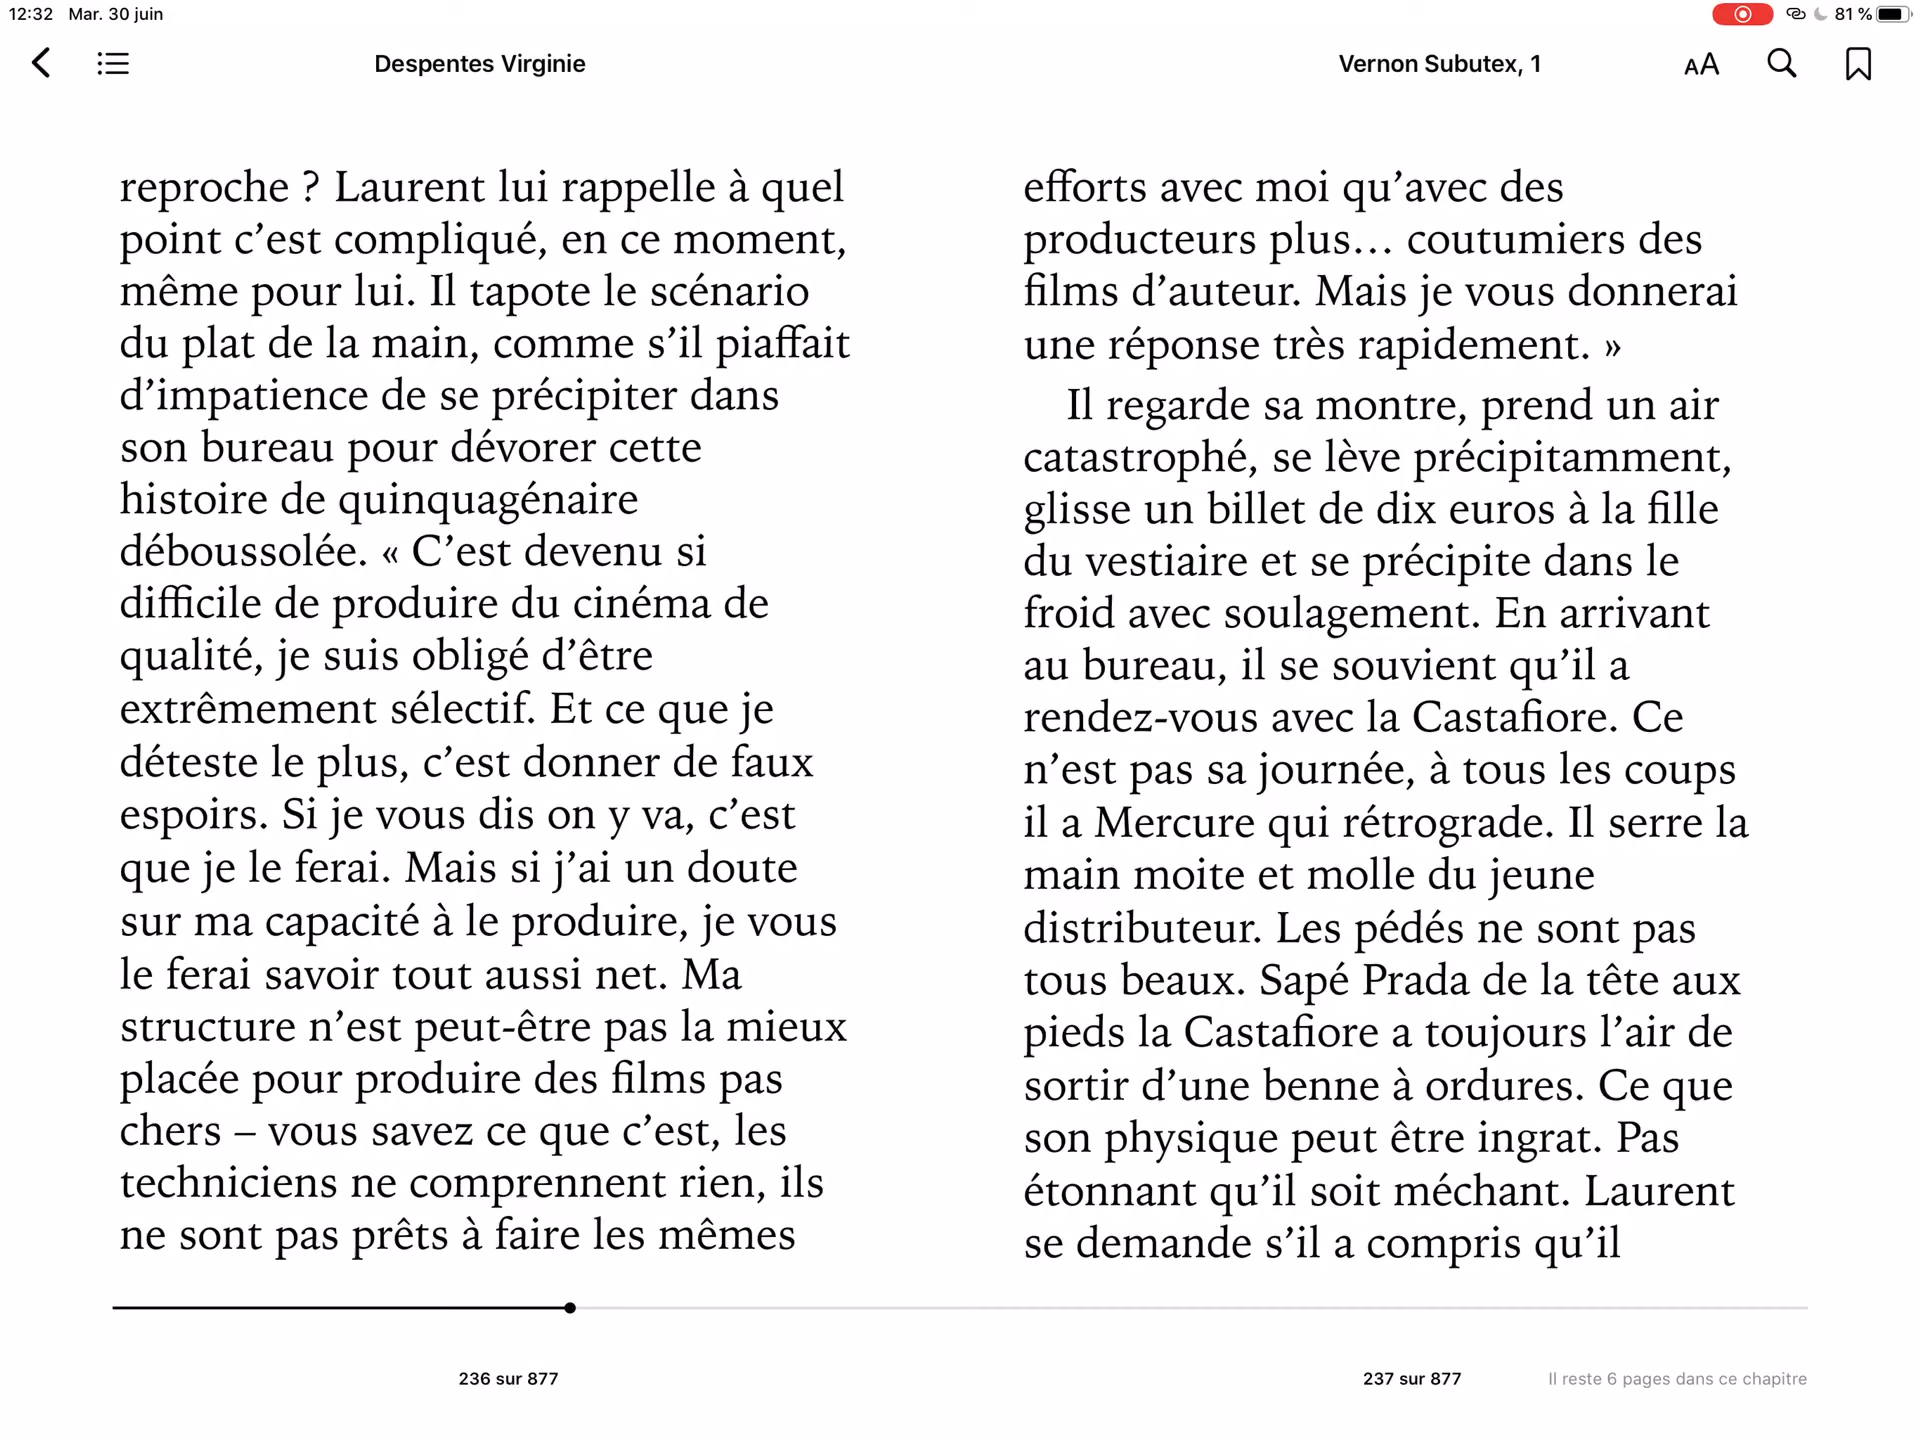 12:32 Mar. 30 juin
81 %
Despentes Virginie
Vernon Subutex, 1
AA
reproche ? Laurent lui rappelle à quel
point c’est compliqué, en ce moment,
même pour lui. Il tapote le scénario
du plat de la main, comme s’il piaffait
d’impatience de se précipiter dans
son bureau pour dévorer cette
histoire de quinquagénaire
déboussolée. « C’est devenu si
difficile de produire du cinéma de
qualité, je suis obligé d’être
extrêmement sélectif. Et ce que je
déteste le plus, c’est donner de faux
espoirs. Si je vous dis on y va, c’est
que je le ferai. Mais si j’ai un doute
sur ma capacité à le produire, je vous
le ferai savoir tout aussi net. Ma
structure n’est peut-être pas la mieux
placée pour produire des films pas
chers – vous savez ce que c’est, les
techniciens ne comprennent rien, ils
ne sont pas prêts à faire les mêmes
efforts avec moi qu’avec des
producteurs plus… coutumiers des
films d’auteur. Mais je vous donnerai
une réponse très rapidement. »
Il regarde sa montre, prend un air
catastrophé, se lève précipitamment,
glisse un billet de dix euros à la fille
du vestiaire et se précipite dans le
froid avec soulagement. En arrivant
au bureau, il se souvient qu’il a
rendez-vous avec la Castafiore. Ce
n’est pas sa journée, à tous les coups
il a Mercure qui rétrograde. Il serre la
main moite et molle du jeune
distributeur. Les pédés ne sont pas
tous beaux. Sapé Prada de la tête aux
pieds la Castafiore a toujours l’air de
sortir d’une benne à ordures. Ce que
son physique peut être ingrat. Pas
étonnant qu’il soit méchant. Laurent
se demande s’il a compris qu’il
236 sur 877
237 sur 877
Il reste 6 pages dans ce chapitre